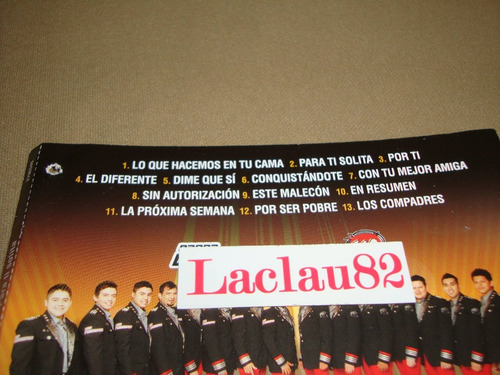 1. LO QUE HACEMOS EN TU CAMA 2. PARA TI SOLITA 3. POR TI
4. EL DIFERENTE 5. DIME QUE SÍ 6. CONQUISTÁNDOTE 7. CON TU MEJOR AMIGA
8. SIN AUTORIZACIÓN 9. ESTE MALECÓN 10. EN RESUMEN
11. LA PRÓXIMA SEMANA 12. POR SER POBRE 13. LOS COMPADRES
Laclau82